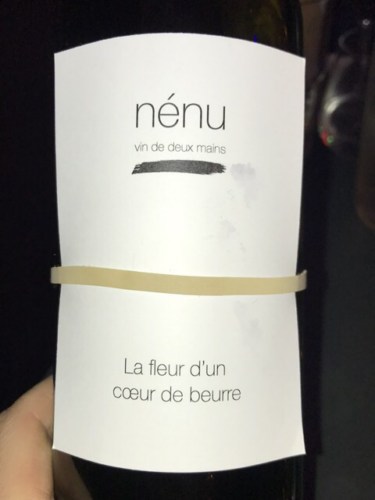 nénu
vin de deux mains
La fleur d'un
cœur de beurre